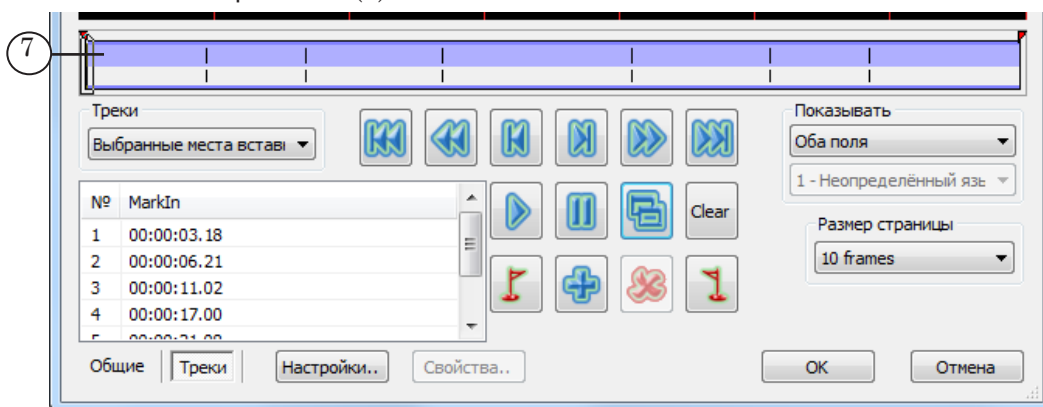 7
Треки
Выбранные места встави
Показывать
Оба поля
1 - Неопределённый язь
№ MarkIn
1 00:00:03.18
2 00:00:06.21
3 00:00:11.02
4 00:00:17.00
Clear
Размер страницы
10 frames
Общие Треки Настройки.. Свойства.. OK Отмена